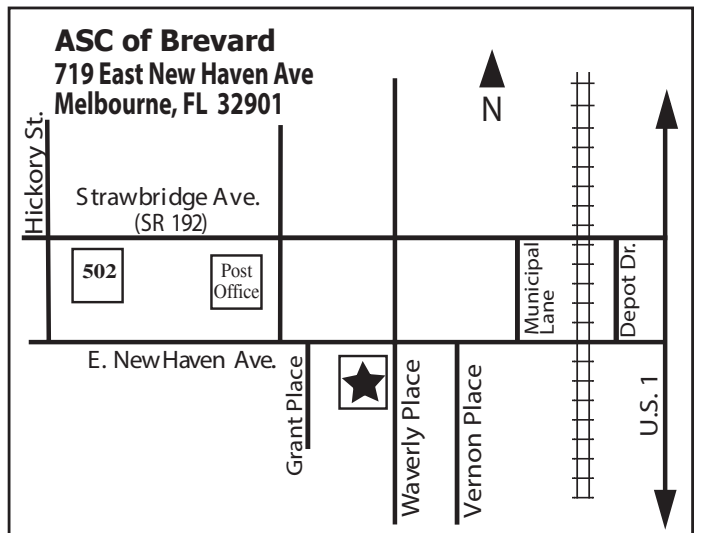 ASC of Brevard
719 East New Haven Ave
Melbourne, FL 32901
N
Hickory St.
Strawbridge Ave.
(SR 192)
502
Post
Office
Municipal
Lane
Depot Dr.
E. New Haven Ave.
Grant Place
Waverly Place
Vernon Place
U.S. 1